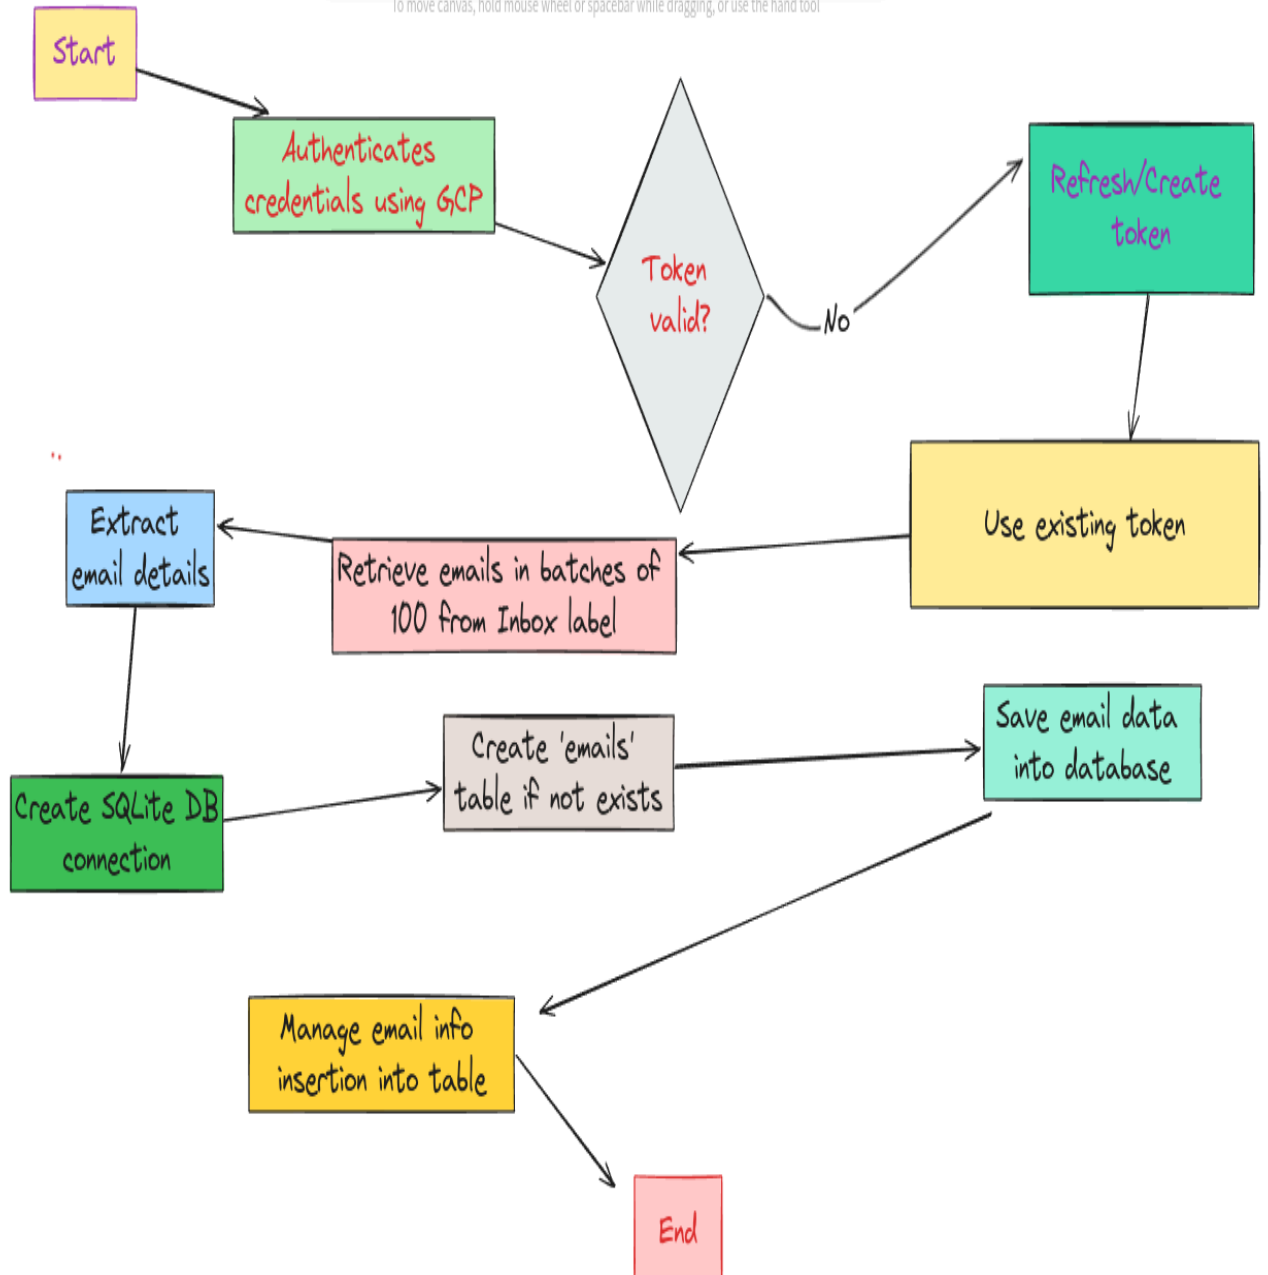 To move canvas, hold mouse wheel or spacebar while dragging, or use the hand tool
Start
Authenticates
credentials using GCP
Token
valid?
No
Refresh/Create
token
Use existing token
Retrieve emails in batches of
100 from Inbox label
Extract
email details
Create SQLite DB
connection
Create 'emails'
table if not exists
Save email data
into database
Manage email info
insertion into table
End